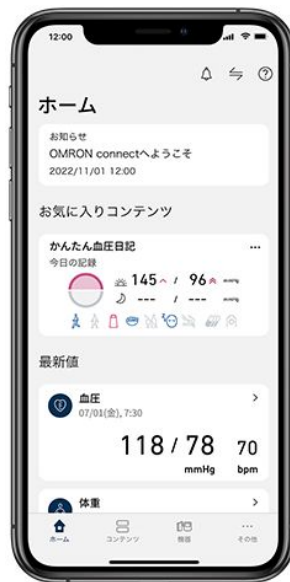 12:00
ホーム
お知らせ
OMRON connectへようこそ
2022/11/01 12:00
お気に入りコンテンツ
かんたん血圧日記
今日の記録
145 / 96 mmHg
--- / --- mmHg
最新値
血圧
07/01(金), 7:30
118 / 78 70
mmHg bpm
体重
ホーム コンテンツ 機器 その他